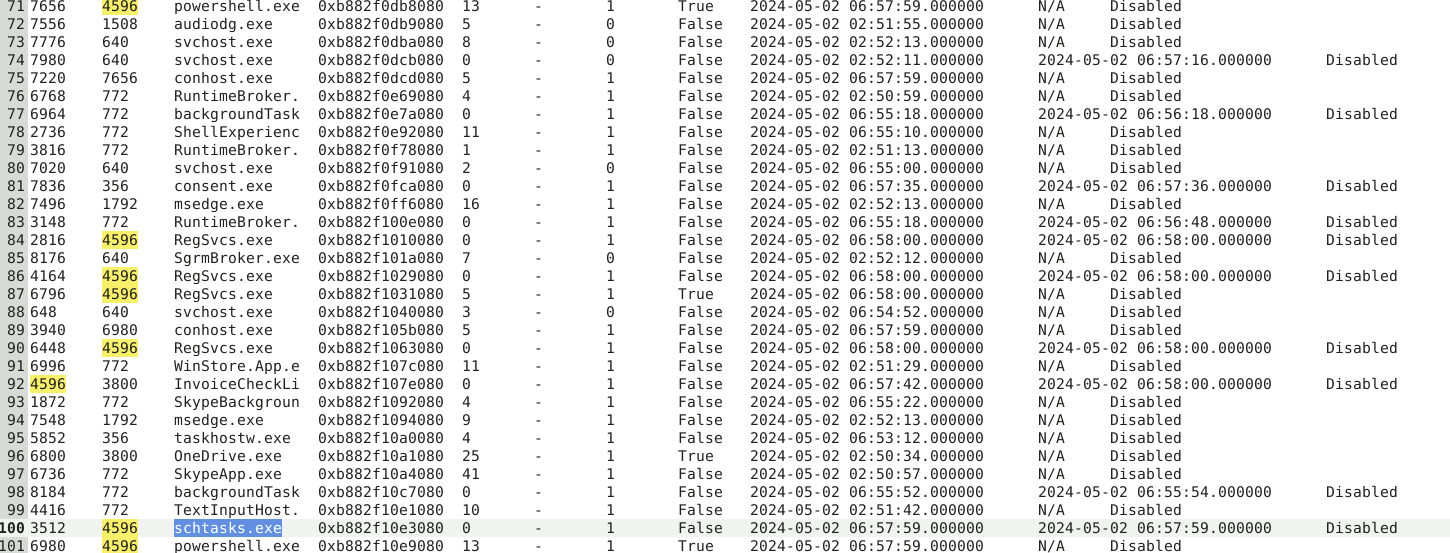 71 7656 4596 powershell.exe 0xb882f0db8080 13 - 1 True 2024-05-02 06:57:59.000000 N/A Disabled
72 7556 1508 audiodg.exe 0xb882f0db9080 5 - 0 False 2024-05-02 02:51:55.000000 N/A Disabled
73 7776 640 svchost.exe 0xb882f0dba080 8 - 0 False 2024-05-02 02:52:13.000000 N/A Disabled
74 7980 640 svchost.exe 0xb882f0dcb080 0 - 0 False 2024-05-02 02:52:11.000000 2024-05-02 06:57:16.000000 Disabled
75 7220 7656 conhost.exe 0xb882f0dcd080 5 - 1 False 2024-05-02 06:57:59.000000 N/A Disabled
76 6768 772 RuntimeBroker. 0xb882f0e69080 4 - 1 False 2024-05-02 02:50:59.000000 N/A Disabled
77 6964 772 backgroundTask 0xb882f0e7a080 0 - 1 False 2024-05-02 06:55:18.000000 2024-05-02 06:56:18.000000 Disabled
78 2736 772 ShellExperienc 0xb882f0e92080 11 - 1 False 2024-05-02 06:55:10.000000 N/A Disabled
79 3816 772 RuntimeBroker. 0xb882f0f78080 1 - 1 False 2024-05-02 02:51:13.000000 N/A Disabled
80 7020 640 svchost.exe 0xb882f0f91080 2 - 0 False 2024-05-02 06:55:00.000000 N/A Disabled
81 7836 356 consent.exe 0xb882f0fca080 0 - 1 False 2024-05-02 06:57:35.000000 2024-05-02 06:57:36.000000 Disabled
82 7496 1792 msedge.exe 0xb882f0ff6080 16 - 1 False 2024-05-02 02:52:13.000000 N/A Disabled
83 3148 772 RuntimeBroker. 0xb882f100e080 0 - 1 False 2024-05-02 06:55:18.000000 2024-05-02 06:56:48.000000 Disabled
84 2816 4596 RegSvcs.exe 0xb882f1010080 0 - 1 False 2024-05-02 06:58:00.000000 2024-05-02 06:58:00.000000 Disabled
85 8176 640 SgrmBroker.exe 0xb882f101a080 7 - 0 False 2024-05-02 02:52:12.000000 N/A Disabled
86 4164 4596 RegSvcs.exe 0xb882f1029080 0 - 1 False 2024-05-02 06:58:00.000000 2024-05-02 06:58:00.000000 Disabled
87 6796 4596 RegSvcs.exe 0xb882f1031080 5 - 1 True 2024-05-02 06:58:00.000000 N/A Disabled
88 648 640 svchost.exe 0xb882f1040080 3 - 0 False 2024-05-02 06:54:52.000000 N/A Disabled
89 3940 6980 conhost.exe 0xb882f105b080 5 - 1 False 2024-05-02 06:57:59.000000 N/A Disabled
90 6448 4596 RegSvcs.exe 0xb882f1063080 0 - 1 False 2024-05-02 06:58:00.000000 2024-05-02 06:58:00.000000 Disabled
91 6996 772 WinStore.App.e 0xb882f107c080 11 - 1 False 2024-05-02 02:51:29.000000 N/A Disabled
92 4596 3800 InvoiceCheckLi 0xb882f107e080 0 - 1 False 2024-05-02 06:57:42.000000 2024-05-02 06:58:00.000000 Disabled
93 1872 772 SkypeBackgroun 0xb882f1092080 4 - 1 False 2024-05-02 06:55:22.000000 N/A Disabled
94 7548 1792 msedge.exe 0xb882f1094080 9 - 1 False 2024-05-02 02:52:13.000000 N/A Disabled
95 5852 356 taskhostw.exe 0xb882f10a0080 4 - 1 False 2024-05-02 06:53:12.000000 N/A Disabled
96 6800 3800 OneDrive.exe 0xb882f10a1080 25 - 1 True 2024-05-02 02:50:34.000000 N/A Disabled
97 6736 772 SkypeApp.exe 0xb882f10a4080 41 - 1 False 2024-05-02 02:50:57.000000 N/A Disabled
98 8184 772 backgroundTask 0xb882f10c7080 0 - 1 False 2024-05-02 06:55:52.000000 2024-05-02 06:55:54.000000 Disabled
99 4416 772 TextInputHost. 0xb882f10e1080 10 - 1 False 2024-05-02 02:51:42.000000 N/A Disabled
100 3512 4596 schtasks.exe 0xb882f10e3080 0 - 1 False 2024-05-02 06:57:59.000000 2024-05-02 06:57:59.000000 Disabled
101 6980 4596 powershell.exe 0xb882f10e9080 13 - 1 True 2024-05-02 06:57:59.000000 N/A Disabled